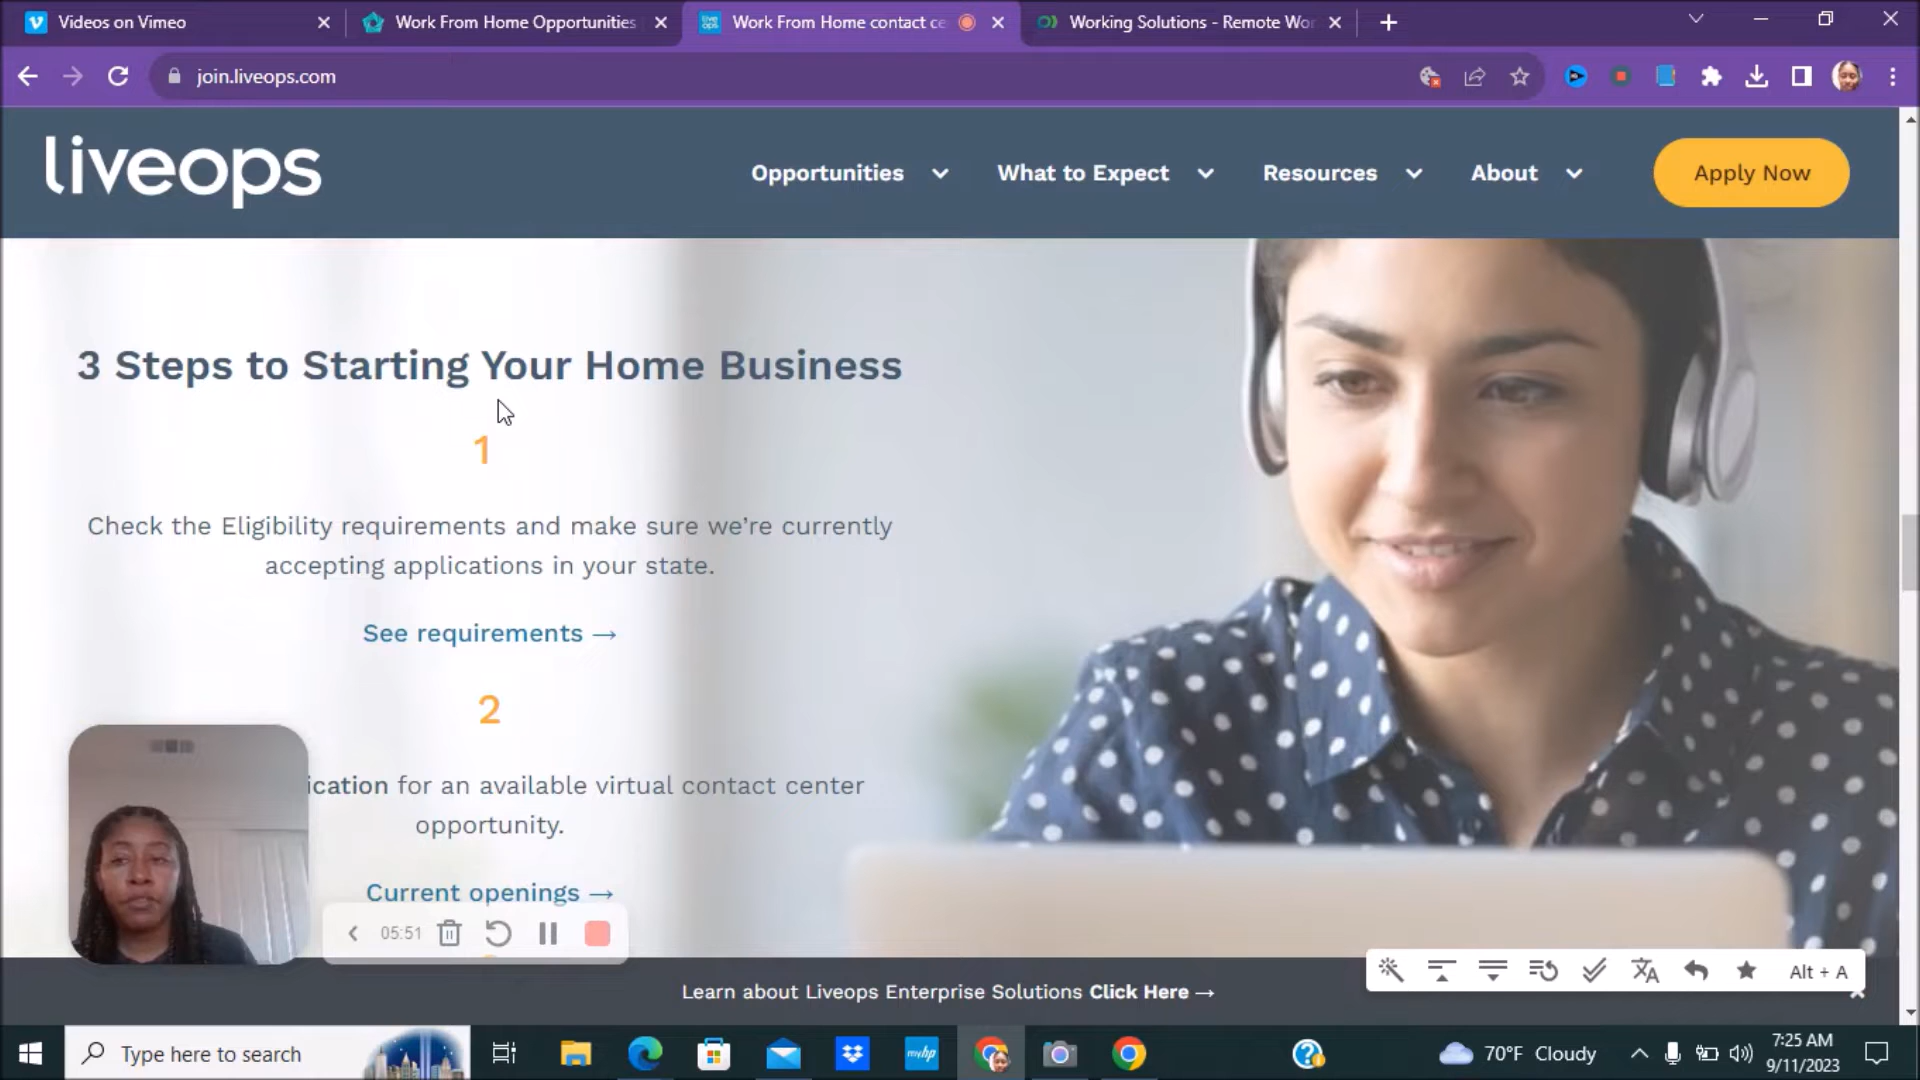 Videos on Vimeo
Work From Home Opportunities
Work From Home contact ce
Working Solutions - Remote Wor
join.liveops.com
liveops
Opportunities
What to Expect
Resources
About
Apply Now
3 Steps to Starting Your Home Business
1
Check the Eligibility requirements and make sure we're currently
accepting applications in your state.
See requirements →
2
ication for an available virtual contact center
opportunity.
Current openings →
05:51
Alt + A
Learn about Liveops Enterprise Solutions Click Here →
Type here to search
70°F Cloudy
7:25 AM
9/11/2023